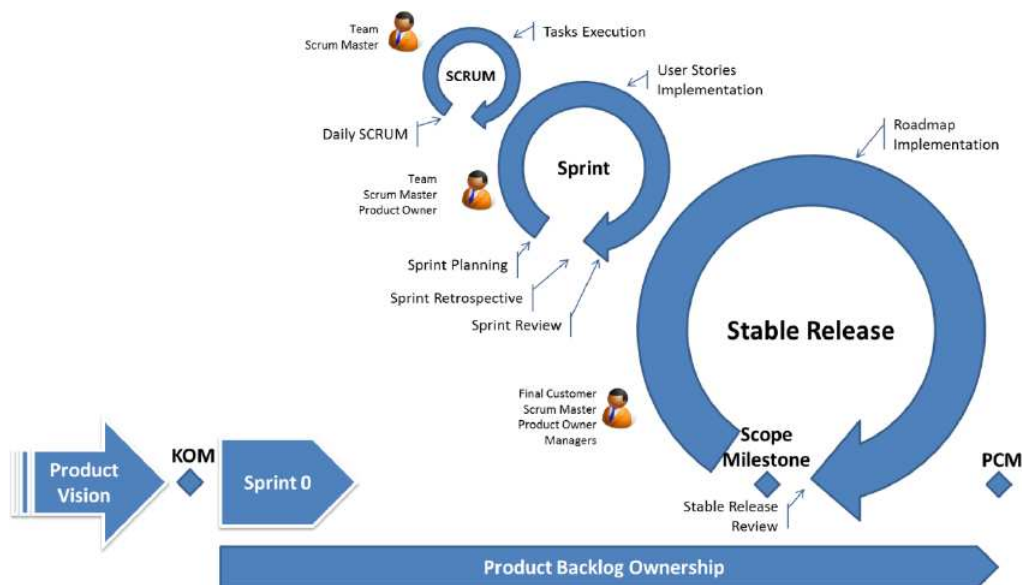 Team
Scrum Master
Tasks Execution
SCRUM
Daily SCRUM
User Stories
Implementation
Team
Scrum Master
Product Owner
Sprint
Roadmap
Implementation
Sprint Planning
Sprint Retrospective
Sprint Review
Stable Release
Final Customer
Scrum Master
Product Owner
Managers
Scope
Milestone
KOM
PCM
Product
Vision
Sprint 0
Stable Release
Review
Product Backlog Ownership